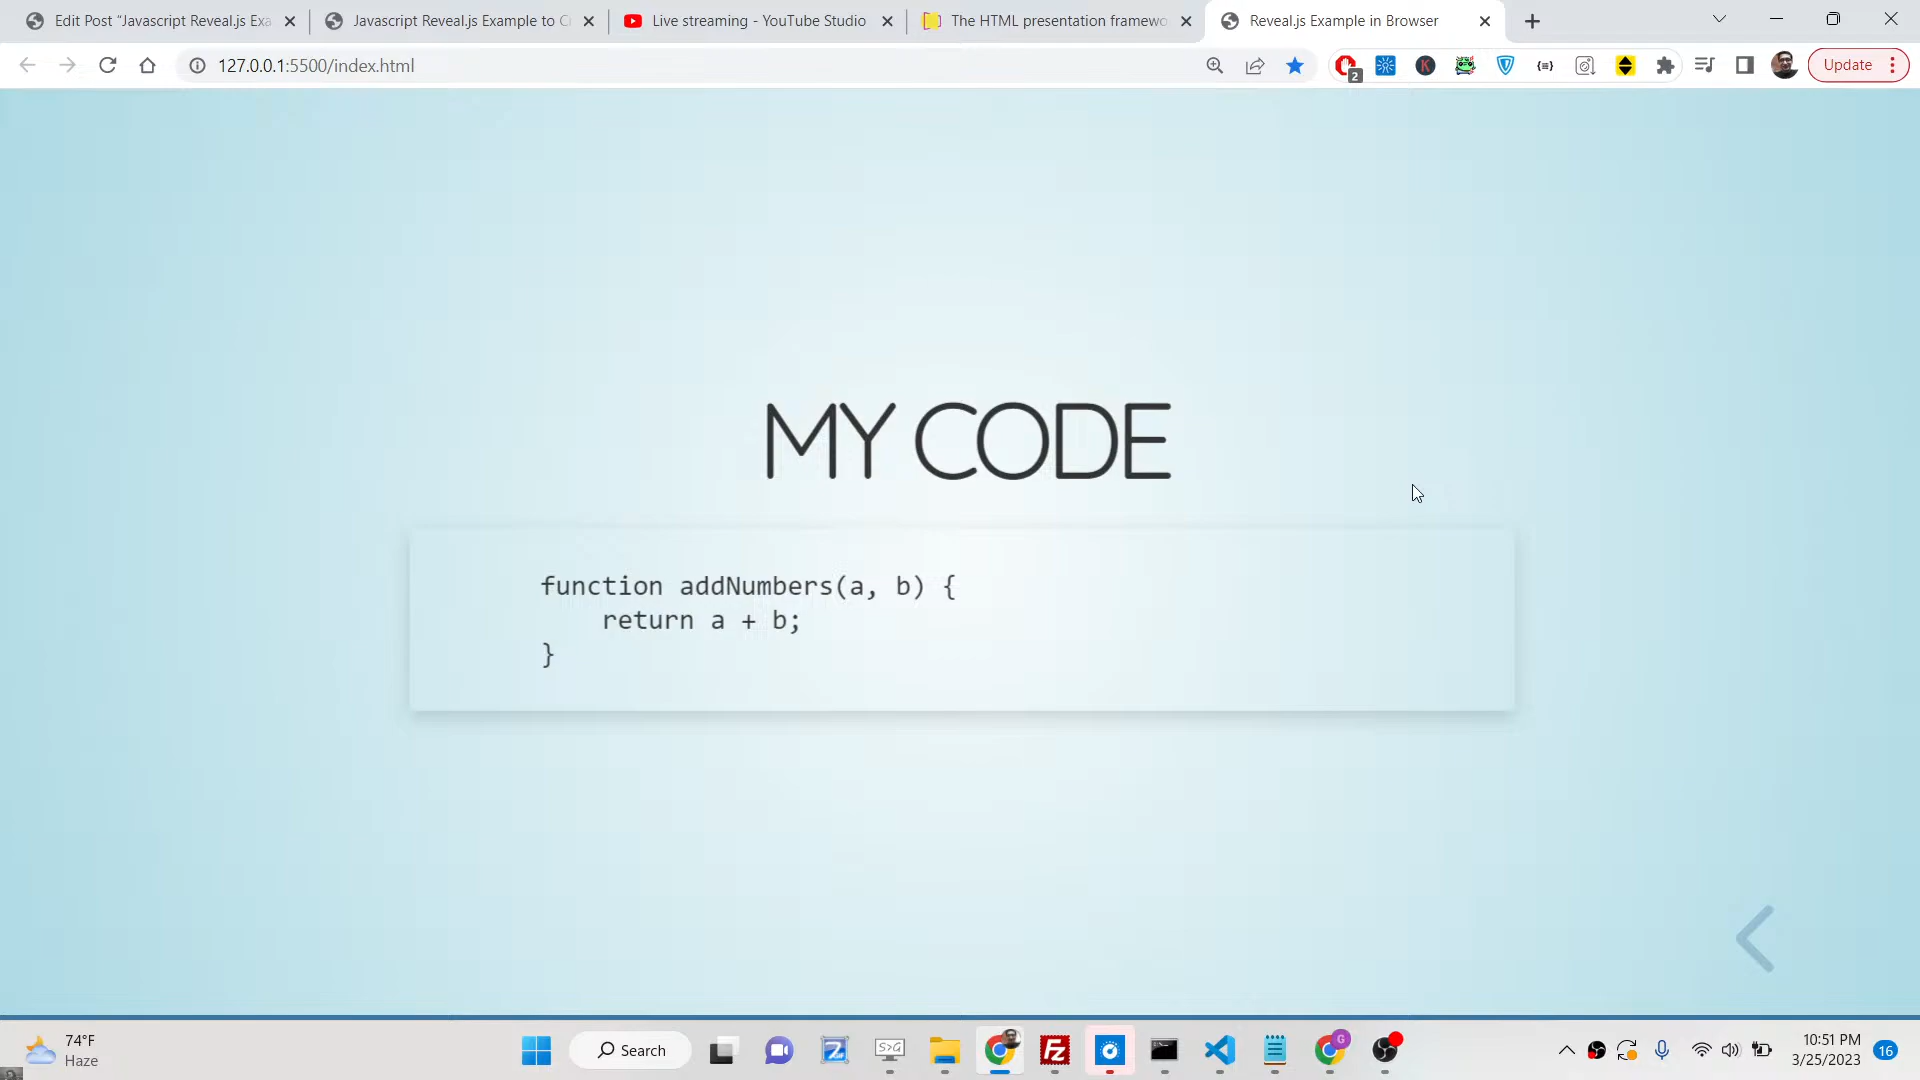 Edit Post “Javascript Reveal.js Exa
Javascript Reveal.js Example to C
Live streaming - YouTube Studio
The HTML presentation framewo
Reveal.js Example in Browser
127.0.0.1:5500/index.html
2
K
Update
MY CODE
function addNumbers(a, b) {
return a + b;
}
74°F
Haze
Search
S>G
Fz
G
10:51 PM
3/25/2023
16